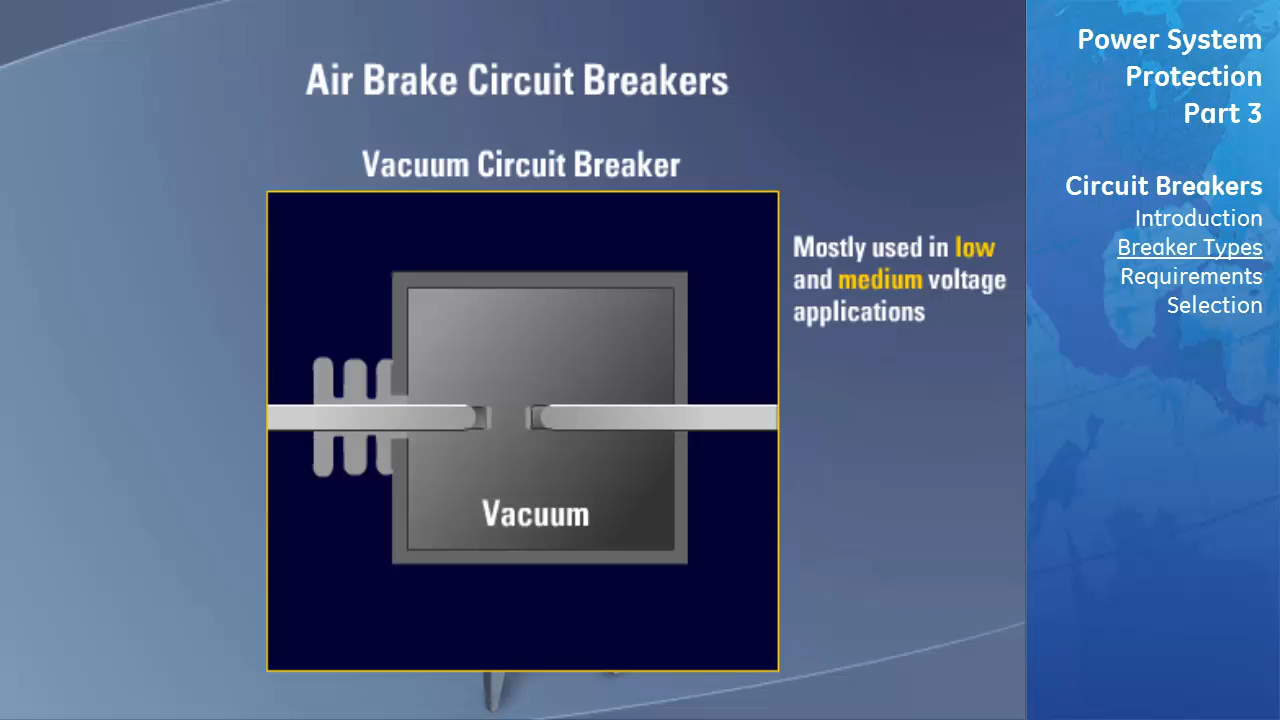 Air Brake Circuit Breakers
Vacuum Circuit Breaker
Mostly used in low
and medium voltage
applications
Vacuum
Power System
Protection
Part 3
Circuit Breakers
Introduction
Breaker Types
Requirements
Selection